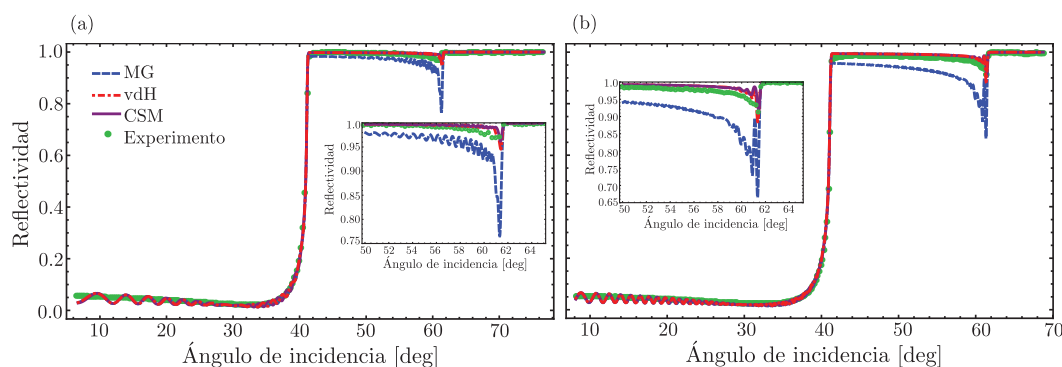 (a)
1.0
0.8
0.6
0.4
0.2
0.0
Reflectividad
MG
vdH
CSM
Experimento
1.00
0.95
0.90
0.85
0.80
0.75
Reflectividad
50 52 54 56 58 60 62 64
Ángulo de incidencia [deg]
10 20 30 40 50 60 70
Ángulo de incidencia [deg]
(b)
1.00
0.95
0.90
0.85
0.80
0.75
0.70
0.65
Reflectividad
50 52 54 56 58 60 62 64
Ángulo de incidencia [deg]
10 20 30 40 50 60 70
Ángulo de incidencia [deg]